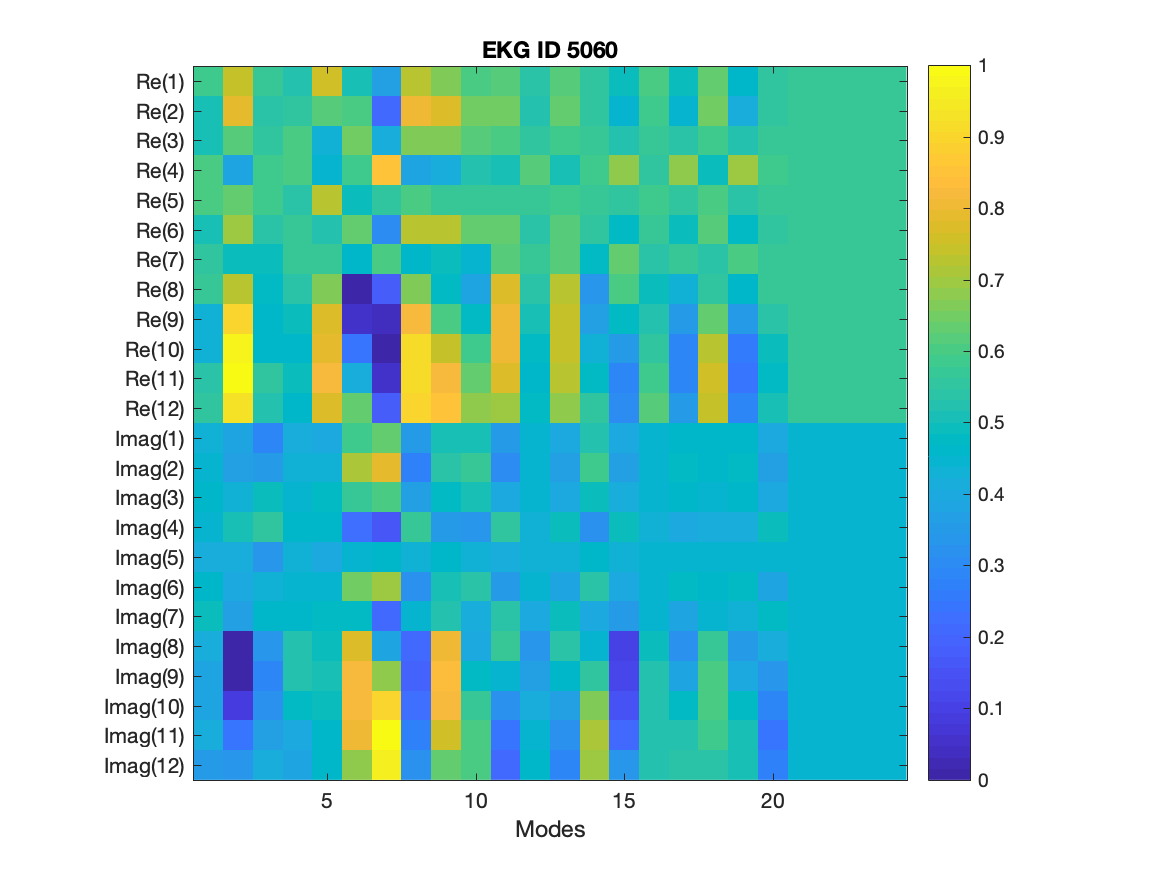 EKG ID 5060
Re(1)
Re(2)
Re(3)
Re(4)
Re(5)
Re(6)
Re(7)
Re(8)
Re(9)
Re(10)
Re(11)
Re(12)
Imag(1)
Imag(2)
Imag(3)
Imag(4)
Imag(5)
Imag(6)
Imag(7)
Imag(8)
Imag(9)
Imag(10)
Imag(11)
Imag(12)
5 10 15 20
Modes
1
0.9
0.8
0.7
0.6
0.5
0.4
0.3
0.2
0.1
0